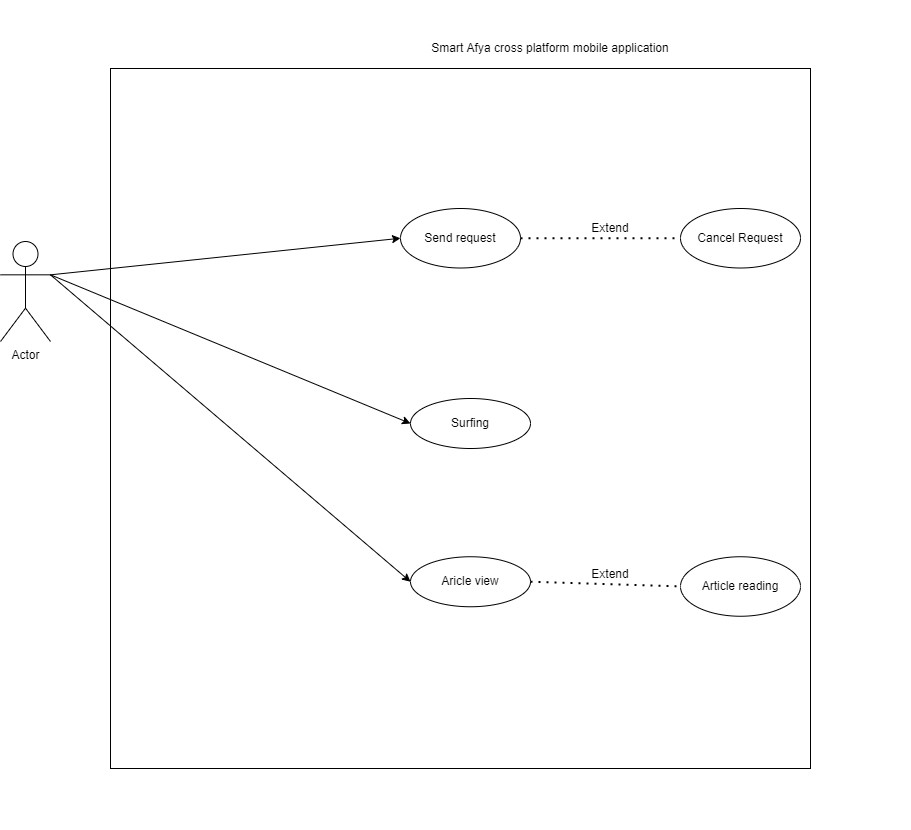 Smart Afya cross platform mobile application
Send request
Extend
Cancel Request
Actor
Surfing
Aricle view
Extend
Article reading